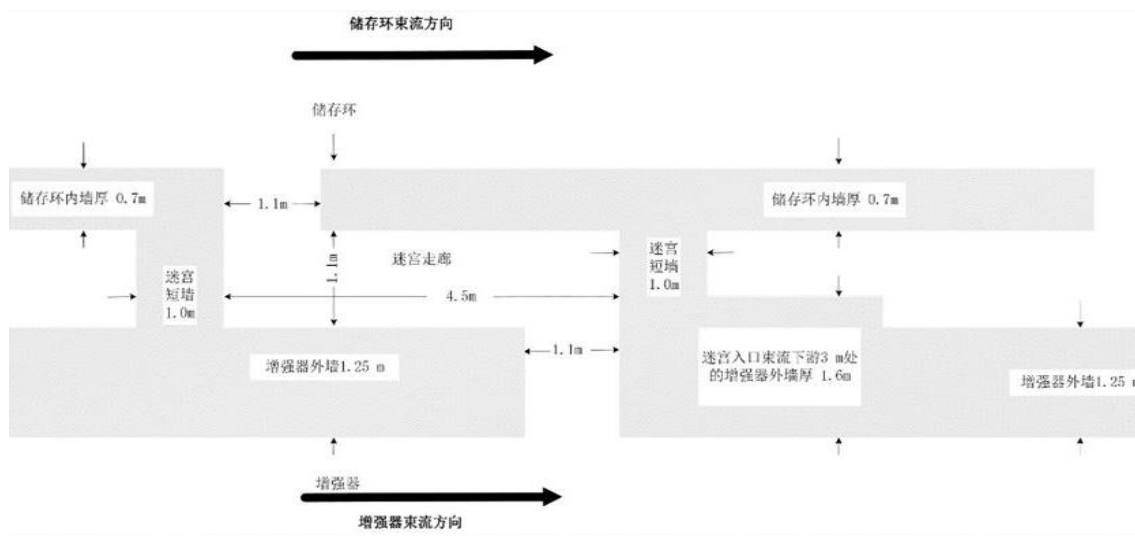 储存环束流方向
储存环
储存环内墙厚 0.7m
1.1m
储存环内墙厚 0.7m
迷宫走廊
1.1m
迷宫
短墙
1.0m
迷宫
短墙
1.0m
4.5m
1.1m
增强器外墙1.25 m
迷宫入口束流下游3 m处
的增强器外墙厚 1.6m
增强器外墙1.25 m
增强器
增强器束流方向